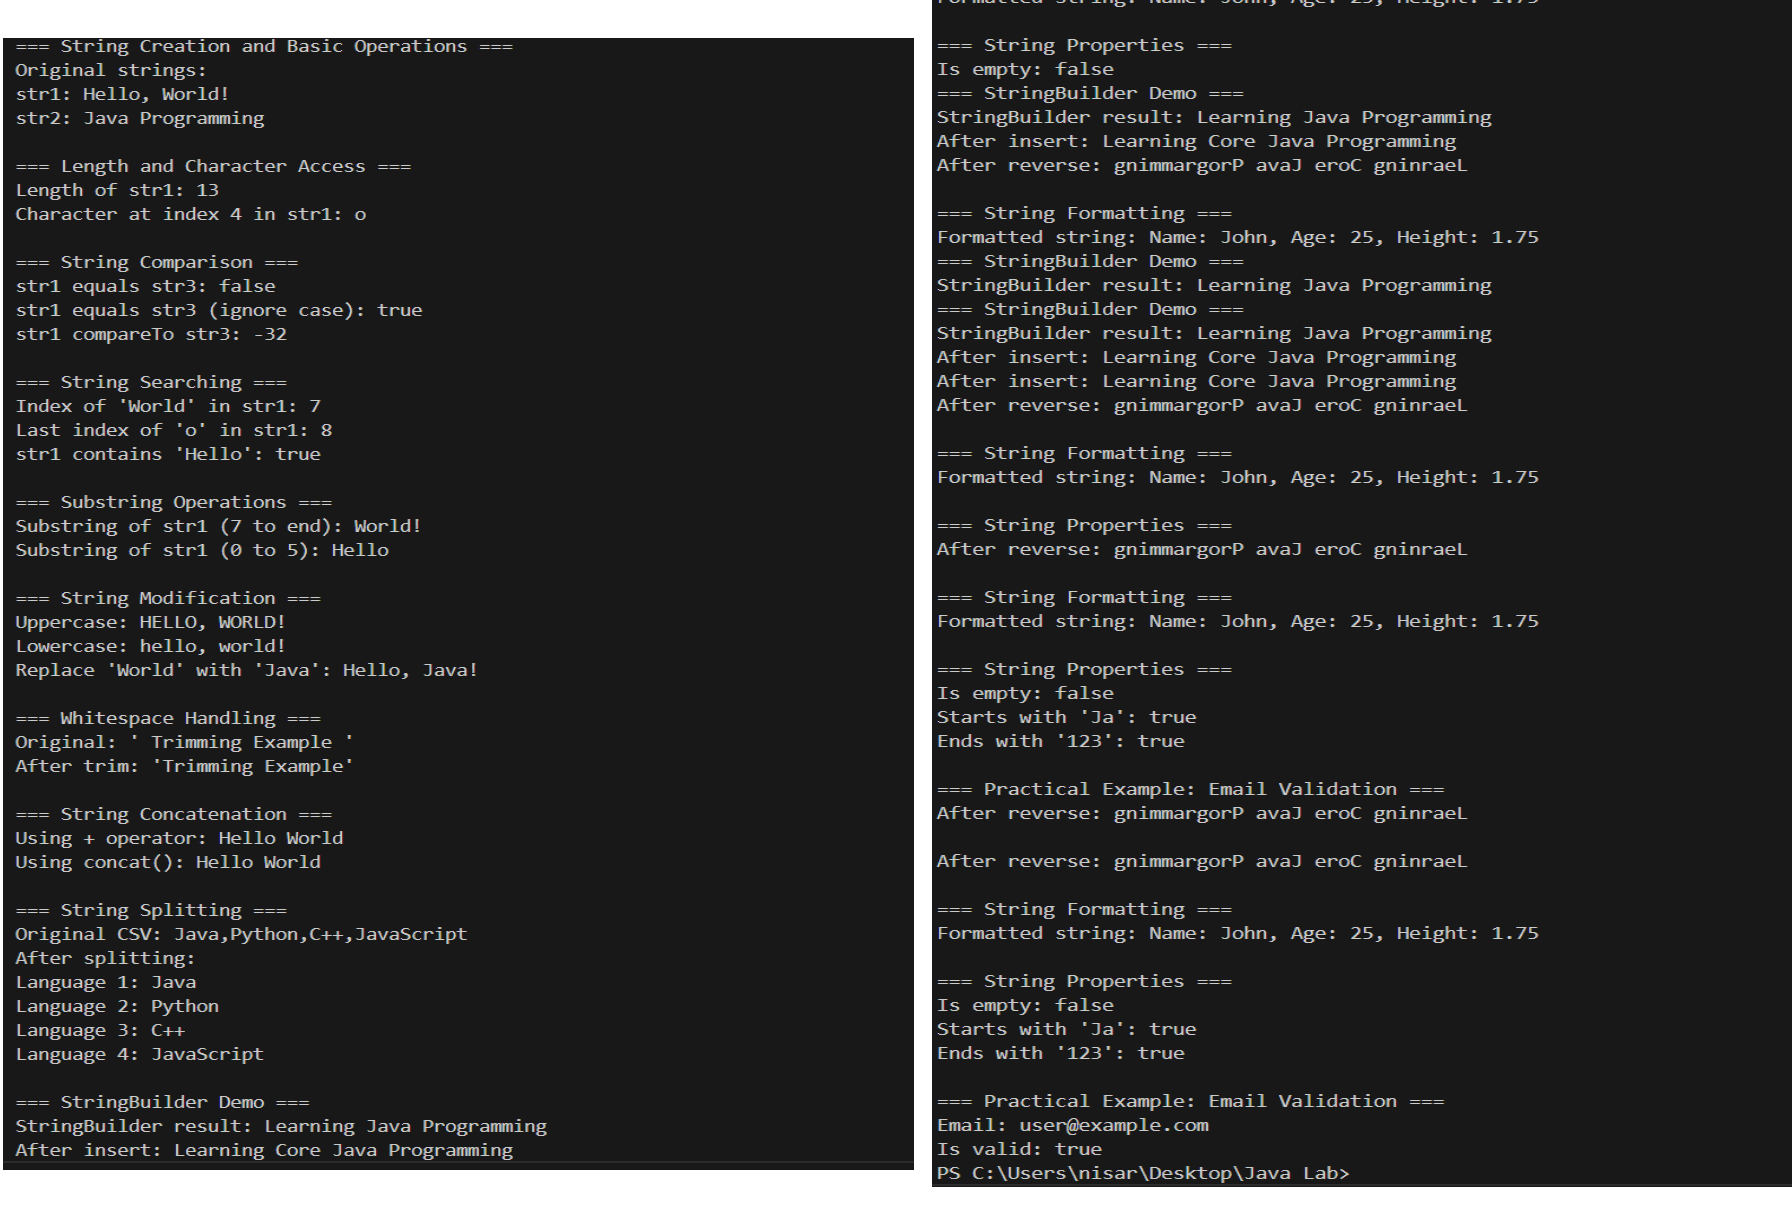 === String Creation and Basic Operations ===
Original strings:
str1: Hello, World!
str2: Java Programming

=== Length and Character Access ===
Length of str1: 13
Character at index 4 in str1: o

=== String Comparison ===
str1 equals str3: false
str1 equals str3 (ignore case): true
str1 compareTo str3: -32

=== String Searching ===
Index of 'World' in str1: 7
Last index of 'o' in str1: 8
str1 contains 'Hello': true

=== Substring Operations ===
Substring of str1 (7 to end): World!
Substring of str1 (0 to 5): Hello

=== String Modification ===
Uppercase: HELLO, WORLD!
Lowercase: hello, world!
Replace 'World' with 'Java': Hello, Java!

=== Whitespace Handling ===
Original: ' Trimming Example '
After trim: 'Trimming Example'

=== String Concatenation ===
Using + operator: Hello World
Using concat(): Hello World

=== String Splitting ===
Original CSV: Java,Python,C++,JavaScript
After splitting:
Language 1: Java
Language 2: Python
Language 3: C++
Language 4: JavaScript

=== StringBuilder Demo ===
StringBuilder result: Learning Java Programming
After insert: Learning Core Java Programming
Formatted string: Name: John, Age: 25, Height: 1.75

=== String Properties ===
Is empty: false
=== StringBuilder Demo ===
StringBuilder result: Learning Java Programming
After insert: Learning Core Java Programming
After reverse: gnimmargorP avaJ eroC gninraeL

=== String Formatting ===
Formatted string: Name: John, Age: 25, Height: 1.75
=== StringBuilder Demo ===
StringBuilder result: Learning Java Programming
=== StringBuilder Demo ===
StringBuilder result: Learning Java Programming
After insert: Learning Core Java Programming
After insert: Learning Core Java Programming
After reverse: gnimmargorP avaJ eroC gninraeL

=== String Formatting ===
Formatted string: Name: John, Age: 25, Height: 1.75

=== String Properties ===
After reverse: gnimmargorP avaJ eroC gninraeL

=== String Formatting ===
Formatted string: Name: John, Age: 25, Height: 1.75

=== String Properties ===
Is empty: false
Starts with 'Ja': true
Ends with '123': true

=== Practical Example: Email Validation ===
After reverse: gnimmargorP avaJ eroC gninraeL

After reverse: gnimmargorP avaJ eroC gninraeL

=== String Formatting ===
Formatted string: Name: John, Age: 25, Height: 1.75

=== String Properties ===
Is empty: false
Starts with 'Ja': true
Ends with '123': true

=== Practical Example: Email Validation ===
Email: user@example.com
Is valid: true
PS C:\Users\nisar\Desktop\Java Lab>